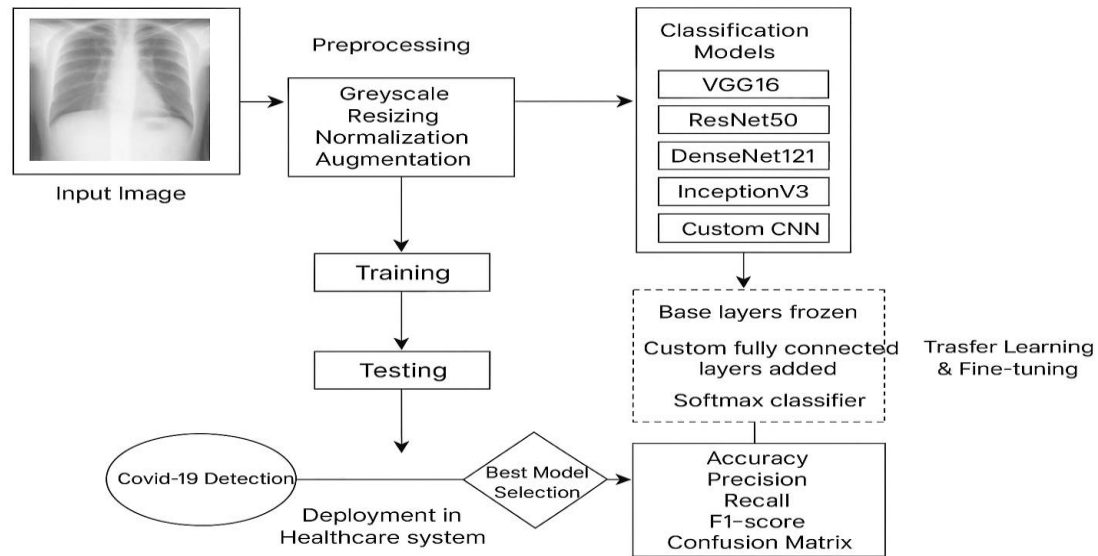 Input Image
Preprocessing
Greyscale
Resizing
Normalization
Augmentation
Classification
Models
VGG16
ResNet50
DenseNet121
InceptionV3
Custom CNN
Training
Testing
Base layers frozen
Custom fully connected
layers added
Softmax classifier
Trasfer Learning
& Fine-tuning
Covid-19 Detection
Deployment in
Healthcare system
Best Model
Selection
Accuracy
Precision
Recall
F1-score
Confusion Matrix